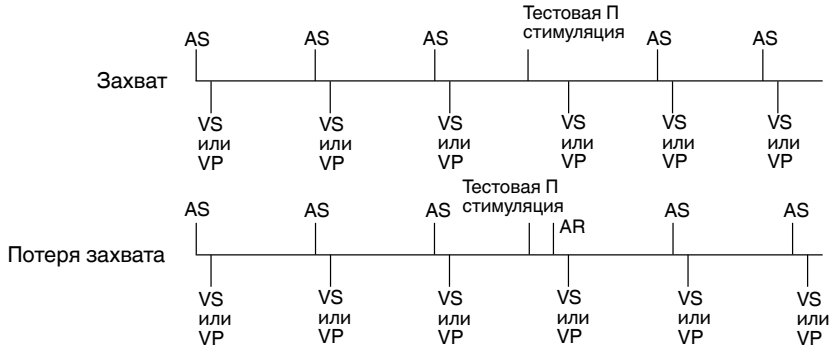 Тестовая П
стимуляция
AS AS AS AS AS
Захват
VS VS VS VS VS VS
или или или или или или
VP VP VP VP VP VP
Тестовая П
стимуляция
AS AS AS AS AS
AR
Потеря захвата
VS VS VS VS VS VS
или или или или или или
VP VP VP VP VP VP